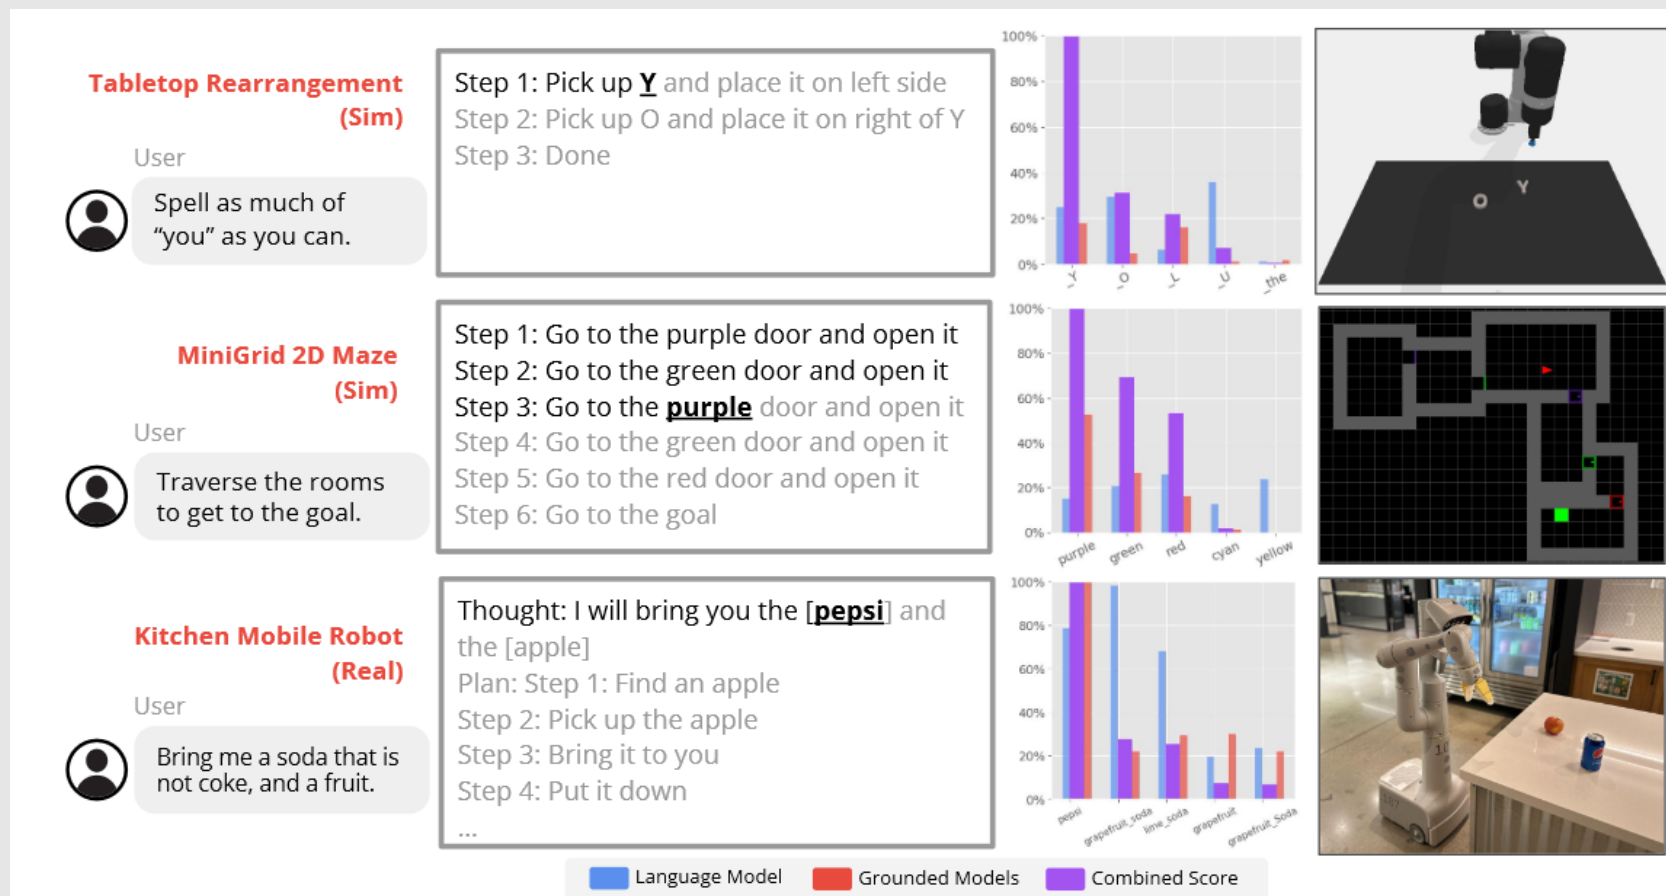 Tabletop Rearrangement
(Sim)
User
Spell as much of
“you” as you can.
Step 1: Pick up Y and place it on left side
Step 2: Pick up O and place it on right of Y
Step 3: Done
100%
80%
60%
40%
20%
0%
_Y
_O
_L
_U
_the
O
Y
MiniGrid 2D Maze
(Sim)
User
Traverse the rooms
to get to the goal.
Step 1: Go to the purple door and open it
Step 2: Go to the green door and open it
Step 3: Go to the purple door and open it
Step 4: Go to the green door and open it
Step 5: Go to the red door and open it
Step 6: Go to the goal
100%
80%
60%
40%
20%
0%
purple
green
red
cyan
yellow
Kitchen Mobile Robot
(Real)
User
Bring me a soda that is
not coke, and a fruit.
Thought: I will bring you the [pepsi] and
the [apple]
Plan: Step 1: Find an apple
Step 2: Pick up the apple
Step 3: Bring it to you
Step 4: Put it down
...
100%
80%
60%
40%
20%
0%
pepsi
grapefruit_soda
lime_soda
grapefruit
grapefruit_Soda
Language Model
Grounded Models
Combined Score